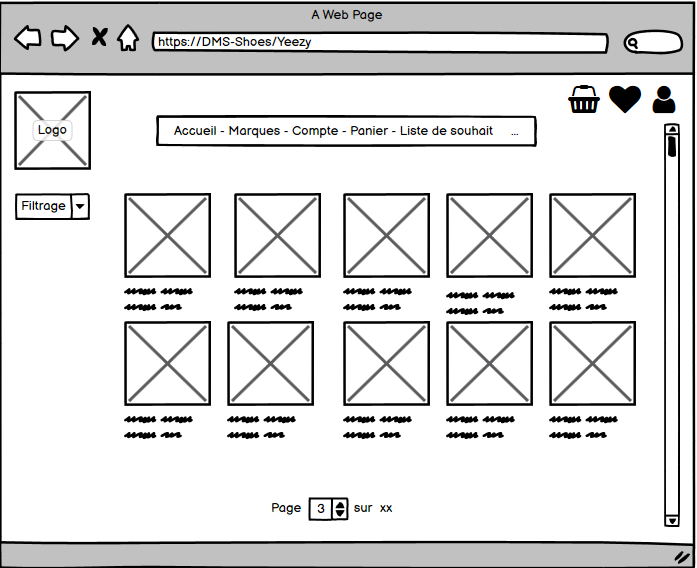 A Web Page
https://DMS-Shoes/Yeezy
Logo
Accueil - Marques - Compte - Panier - Liste de souhait ...
Filtrage
Page 3 sur xx